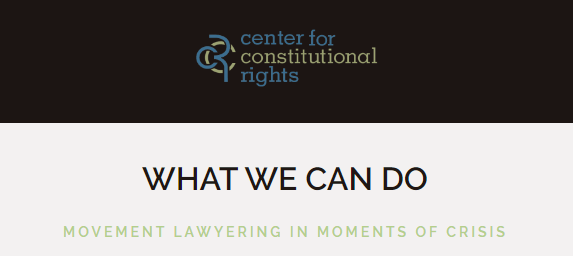 center for
constitutional
rights
WHAT WE CAN DO
MOVEMENT LAWYERING IN MOMENTS OF CRISIS